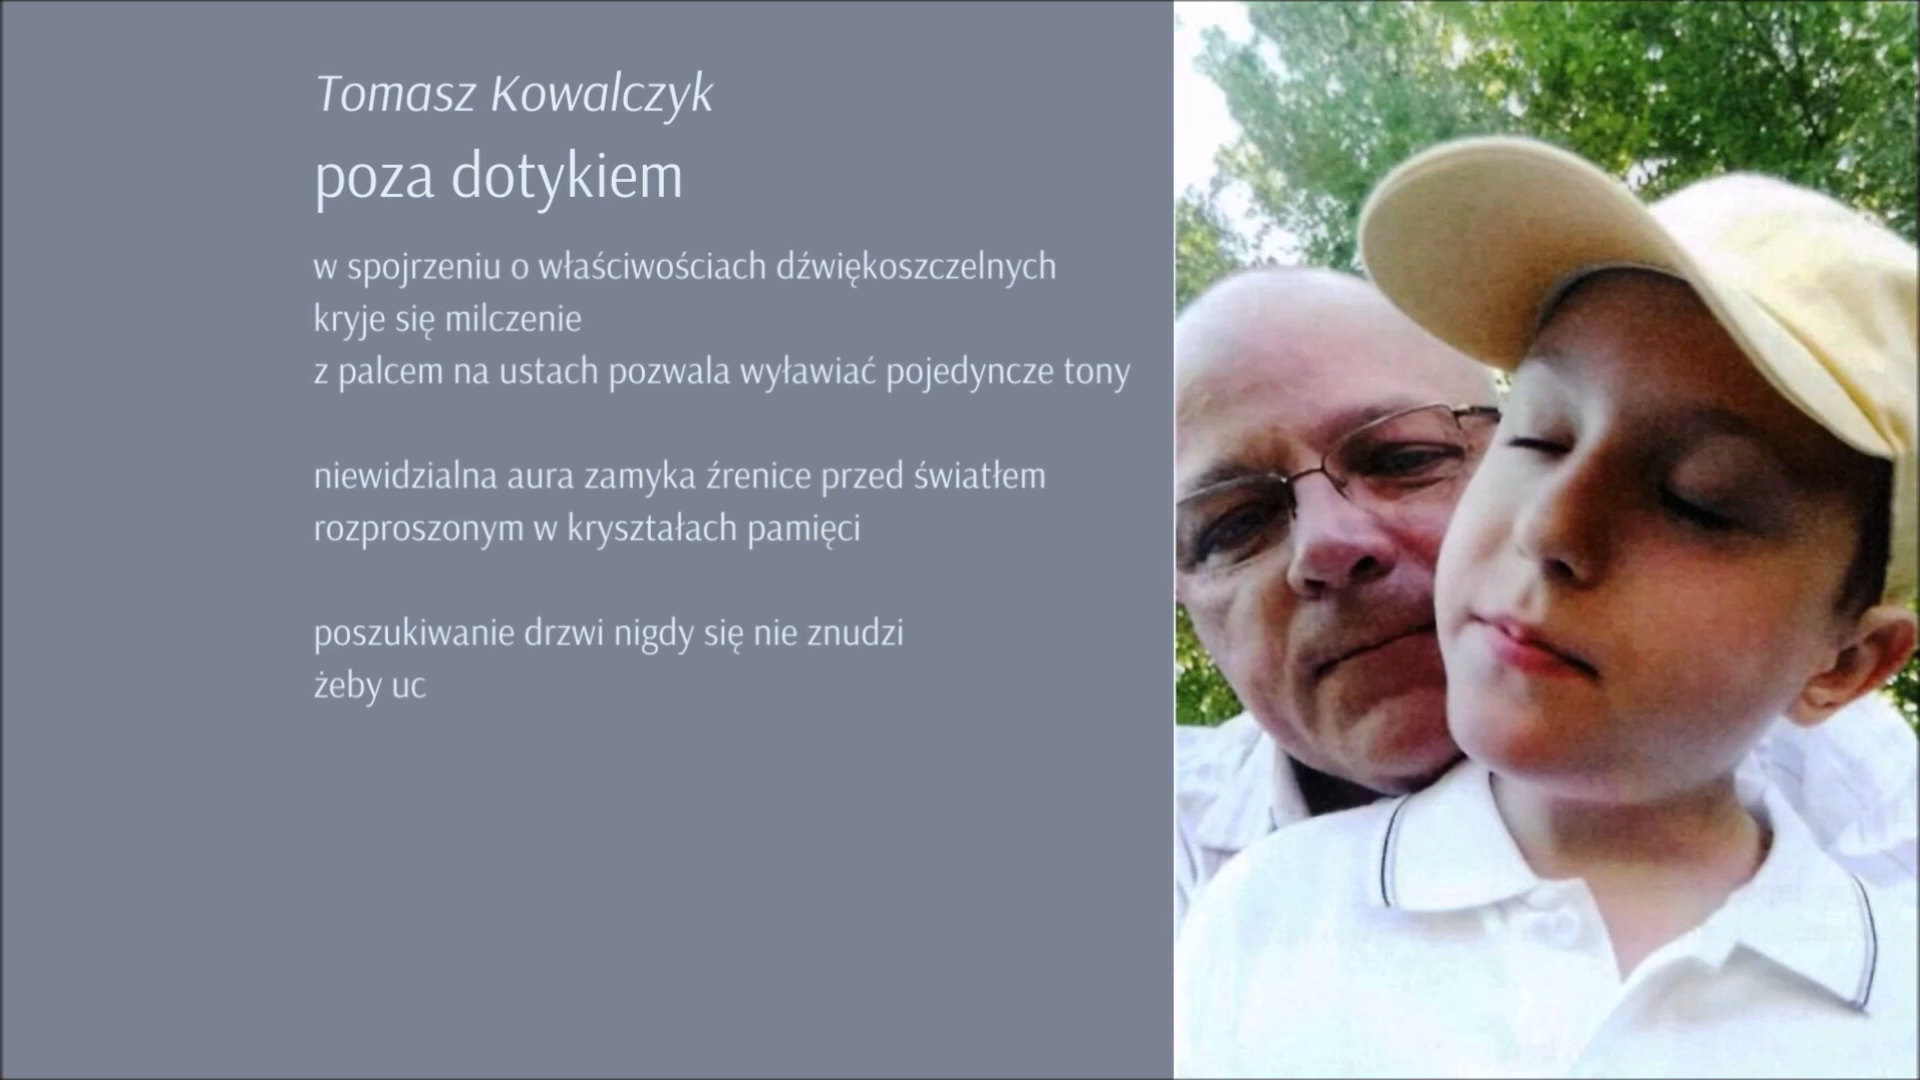 Tomasz Kowalczyk
poza dotykiem
w spojrzeniu o właściwościach dźwiękoszczelnych
kryje się milczenie
z palcem na ustach pozwala wyławiać pojedyncze tony
niewidzialna aura zamyka źrenice przed światłem
rozproszonym w kryształach pamięci
poszukiwanie drzwi nigdy się nie znudzi
żeby uc